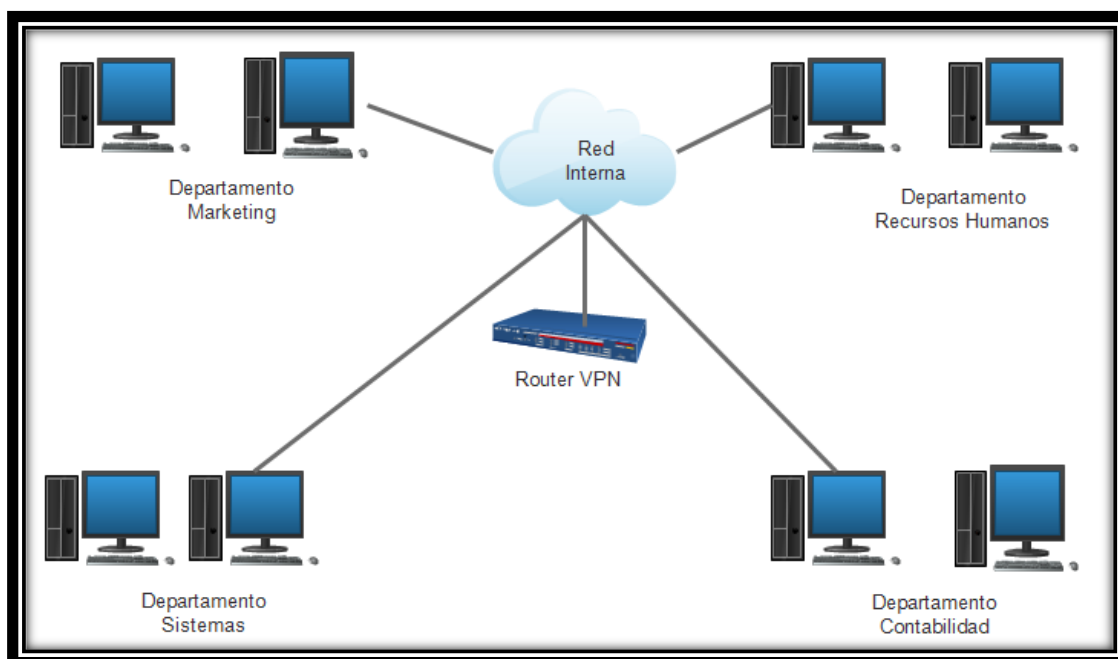 Red
Interna
Departamento
Marketing
Departamento
Recursos Humanos
Router VPN
Departamento
Sistemas
Departamento
Contabilidad